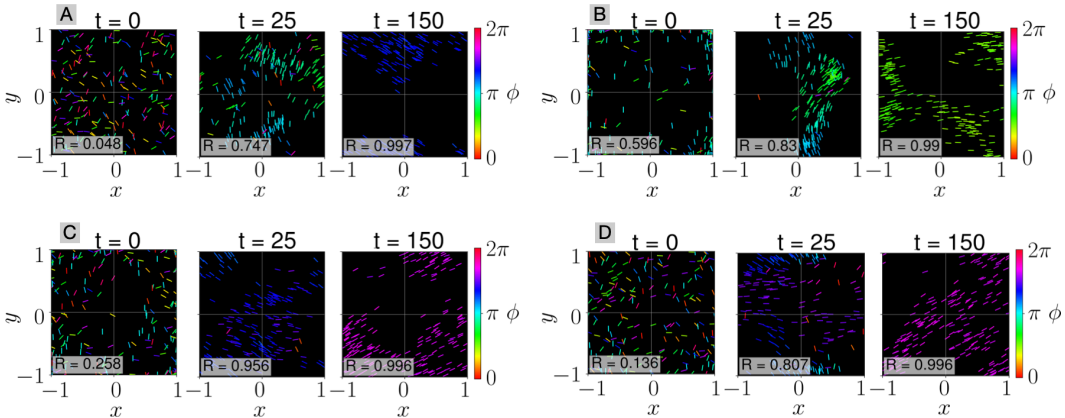 A
t = 0
t = 25
t = 150
1
0
−1
y
R = 0.048
R = 0.747
R = 0.997
−1 0 1
−1 0 1
−1 0 1
x
x
x
2π
π ϕ
0
B
t = 0
t = 25
t = 150
1
0
−1
y
R = 0.596
R = 0.83
R = 0.99
−1 0 1
−1 0 1
−1 0 1
x
x
x
2π
π ϕ
0
C
t = 0
t = 25
t = 150
1
0
−1
y
R = 0.258
R = 0.956
R = 0.996
−1 0 1
−1 0 1
−1 0 1
x
x
x
2π
π ϕ
0
D
t = 0
t = 25
t = 150
1
0
−1
y
R = 0.136
R = 0.807
R = 0.996
−1 0 1
−1 0 1
−1 0 1
x
x
x
2π
π ϕ
0